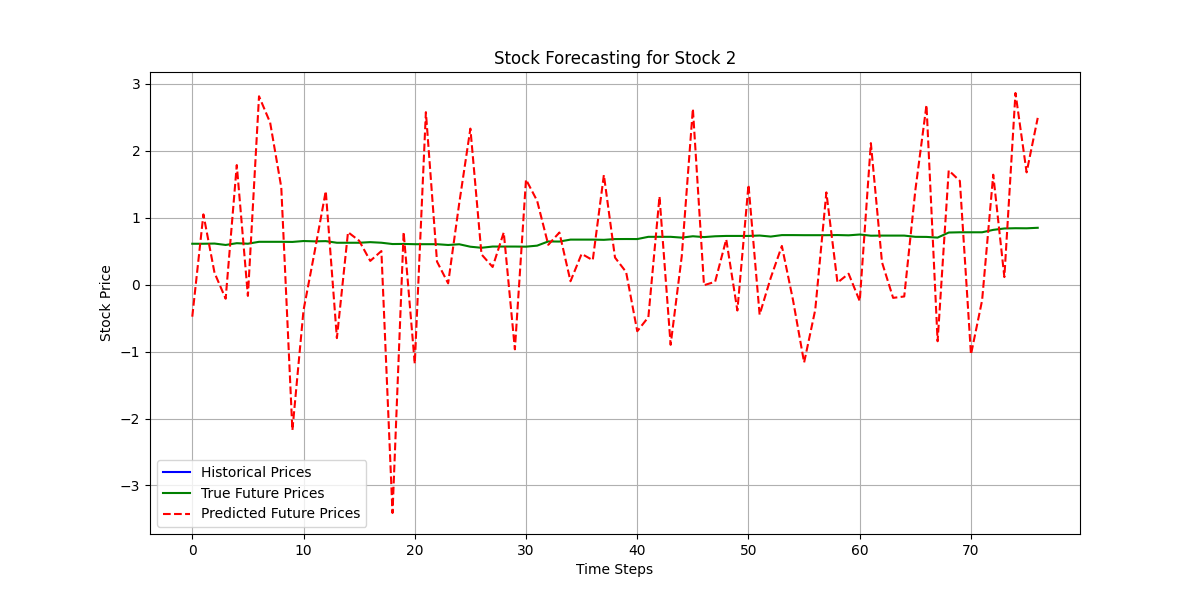 Stock Forecasting for Stock 2
Stock Price
3
2
1
0
−1
−2
−3
Historical Prices
True Future Prices
Predicted Future Prices
0 10 20 30 40 50 60 70
Time Steps